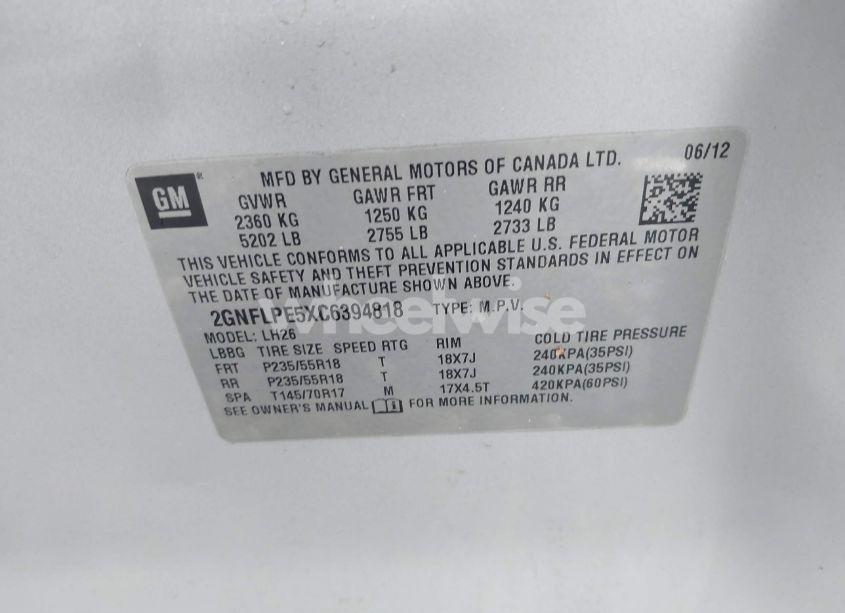 GM
MFD BY GENERAL MOTORS OF CANADA LTD. 06/12
GVWR GAWR FRT GAWR RR
2360 KG 1250 KG 1240 KG
5202 LB 2755 LB 2733 LB
THIS VEHICLE CONFORMS TO ALL APPLICABLE U.S. FEDERAL MOTOR
VEHICLE SAFETY AND THEFT PREVENTION STANDARDS IN EFFECT ON
THE DATE OF MANUFACTURE SHOWN ABOVE.
wheelwise
2GNFLPE5XC6394818 TYPE: M.P.V.
MODEL: LH26
LBBG TIRE SIZE SPEED RTG RIM COLD TIRE PRESSURE
FRT P235/55R18 T 18X7J 240KPA(35PSI)
RR P235/55R18 T 18X7J 240KPA(35PSI)
SPA T145/70R17 M 17X4.5T 420KPA(60PSI)
SEE OWNER'S MANUAL FOR MORE INFORMATION.